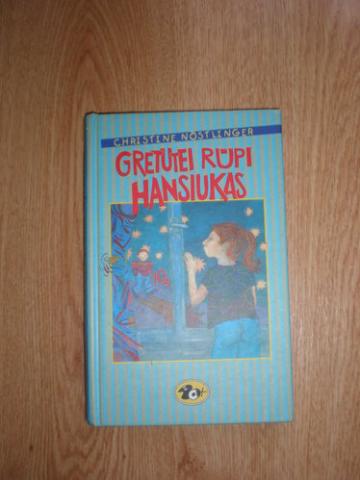 CHRISTINE NÖSTLINGER
GRETUTEI RŪPI
HANSIUKAS